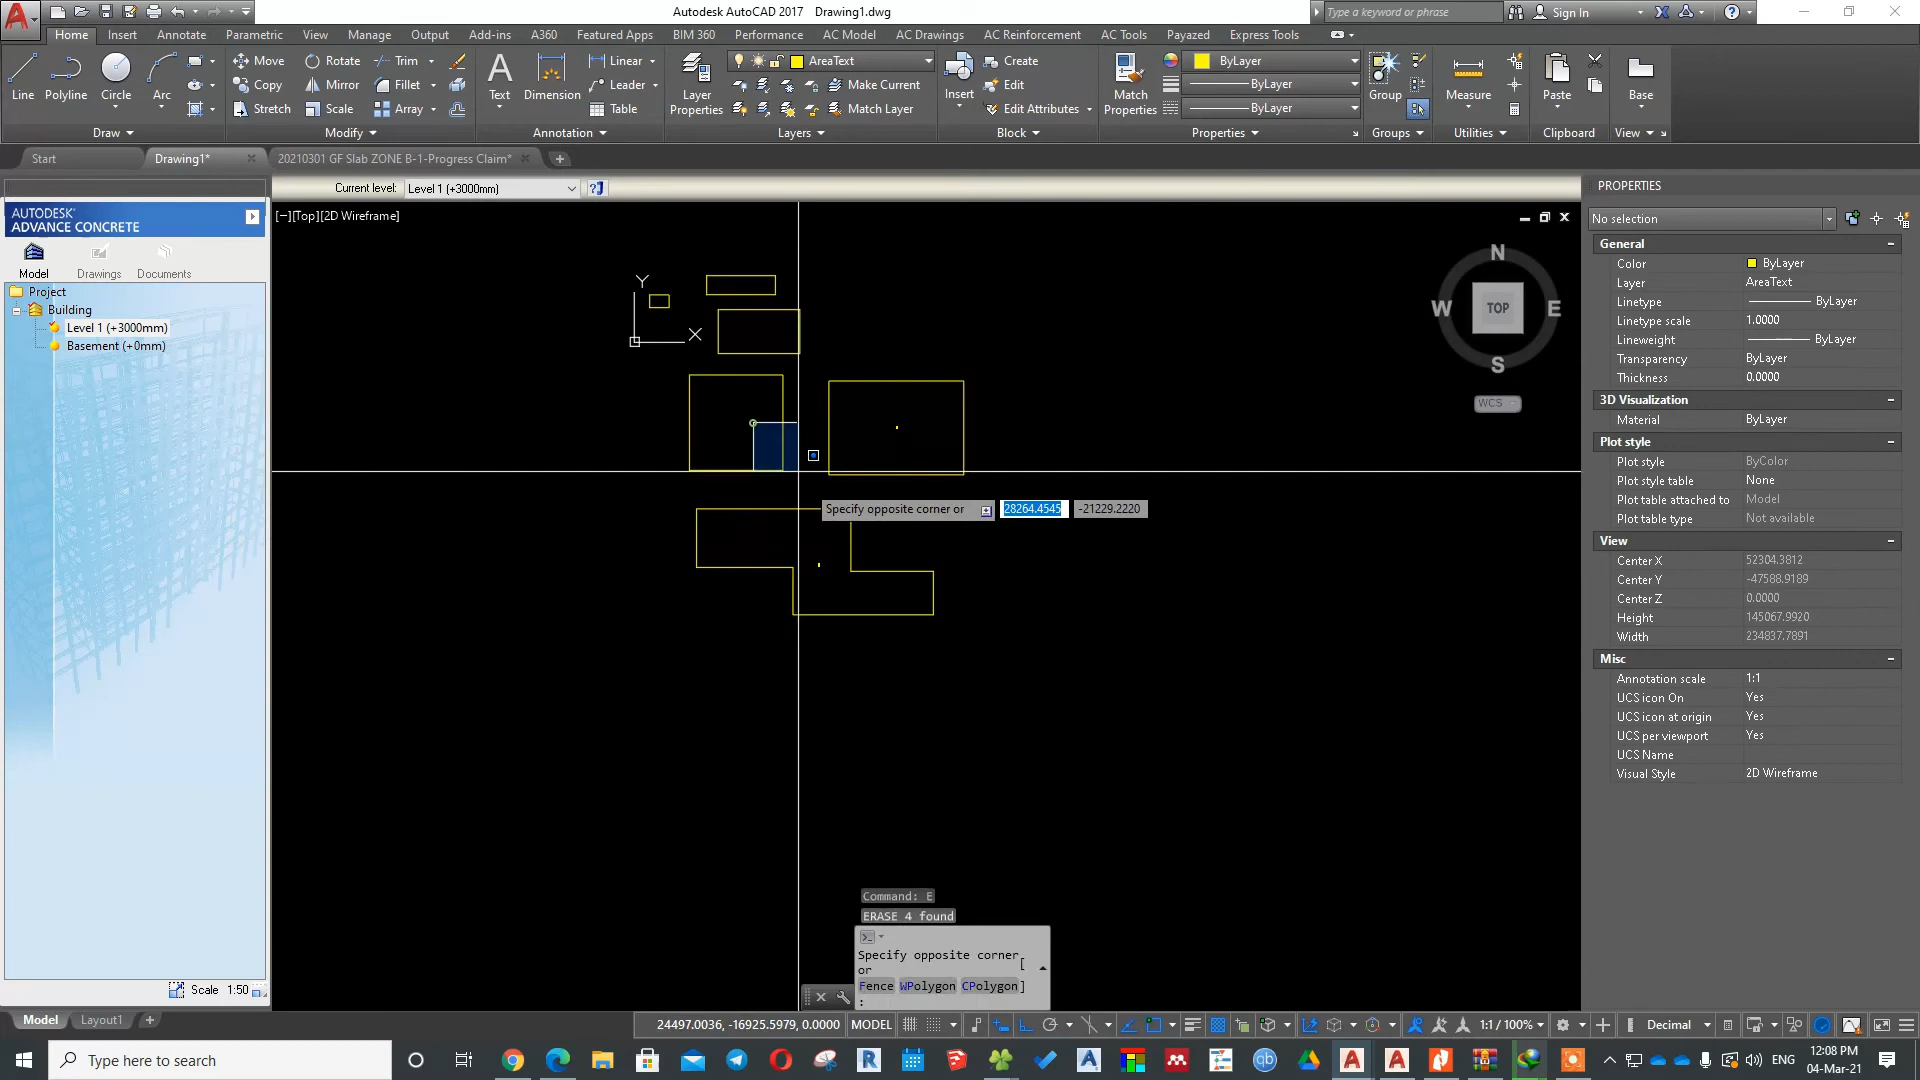 Autodesk AutoCAD 2017   Drawing1.dwg
Type a keyword or phrase
Sign In
Home Insert Annotate Parametric View Manage Output Add-ins A360 Featured Apps BIM 360 Performance AC Model AC Drawings AC Reinforcement AC Tools Payazed Express Tools
Line Polyline Circle Arc
Move Rotate Trim
Copy Mirror Fillet
Stretch Scale Array
Text Dimension
Linear
Leader
Table
Layer Properties
AreaText
Make Current
Match Layer
Insert
Create
Edit
Edit Attributes
Match Properties
ByLayer
ByLayer
ByLayer
Group
Measure
Paste
Base
Draw Modify Annotation Layers Block Properties Groups Utilities Clipboard View
Start Drawing1* 20210301 GF Slab ZONE B-1-Progress Claim*
Current level: Level 1 (+3000mm)
AUTODESK®
ADVANCE CONCRETE
Model Drawings Documents
Project
Building
Level 1 (+3000mm)
Basement (+0mm)
Scale 1:50
[−][Top][2D Wireframe]
Y
X
N
W TOP E
S
WCS
Specify opposite corner or 28264.4545 -21229.2220
Command: E
ERASE 4 found
Specify opposite corner
or [
Fence WPolygon CPolygon]
:
PROPERTIES
No selection
General
Color ByLayer
Layer AreaText
Linetype ByLayer
Linetype scale 1.0000
Lineweight ByLayer
Transparency ByLayer
Thickness 0.0000
3D Visualization
Material ByLayer
Plot style
Plot style ByColor
Plot style table None
Plot table attached to Model
Plot table type Not available
View
Center X 52304.3812
Center Y -47588.9189
Center Z 0.0000
Height 145067.9920
Width 234837.7891
Misc
Annotation scale 1:1
UCS icon On Yes
UCS icon at origin Yes
UCS per viewport Yes
UCS Name
Visual Style 2D Wireframe
Model Layout1
24497.0036, -16925.5979, 0.0000 MODEL 1:1 / 100% Decimal
Type here to search
ENG
12:08 PM
04-Mar-21